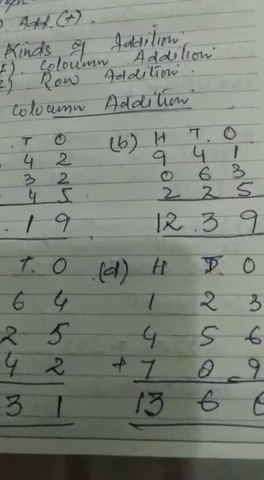 Add. (+).
Kinds of Addition.
1). Coloumn Addition
2). Row Addition.
Coloumn Addition
T O (b) H T. O
4 2 9 4 1
3 2 0 6 3
4 5 2 2 5
. 1 9 12. 3 9
T. O (d) H T. O
6 4 1 2 3
2 5 4 5 6
4 2 + 7 8 9
3 1 13 6 6